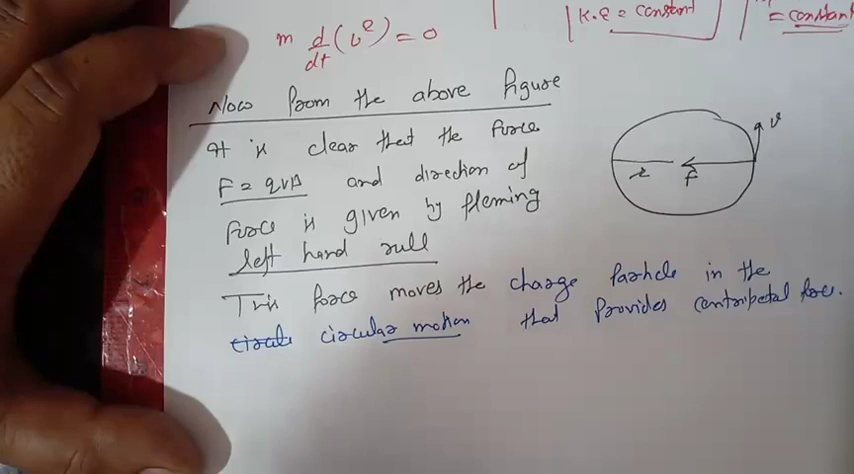 K.E = constant
= constant
m d/dt (v²) = 0
Now from the above figure
It is clear that the force
F = qvB and direction of
force is given by fleming
left hand rull
v
r F
This force moves the charge particle in the
circular motion that provides centripetal force.